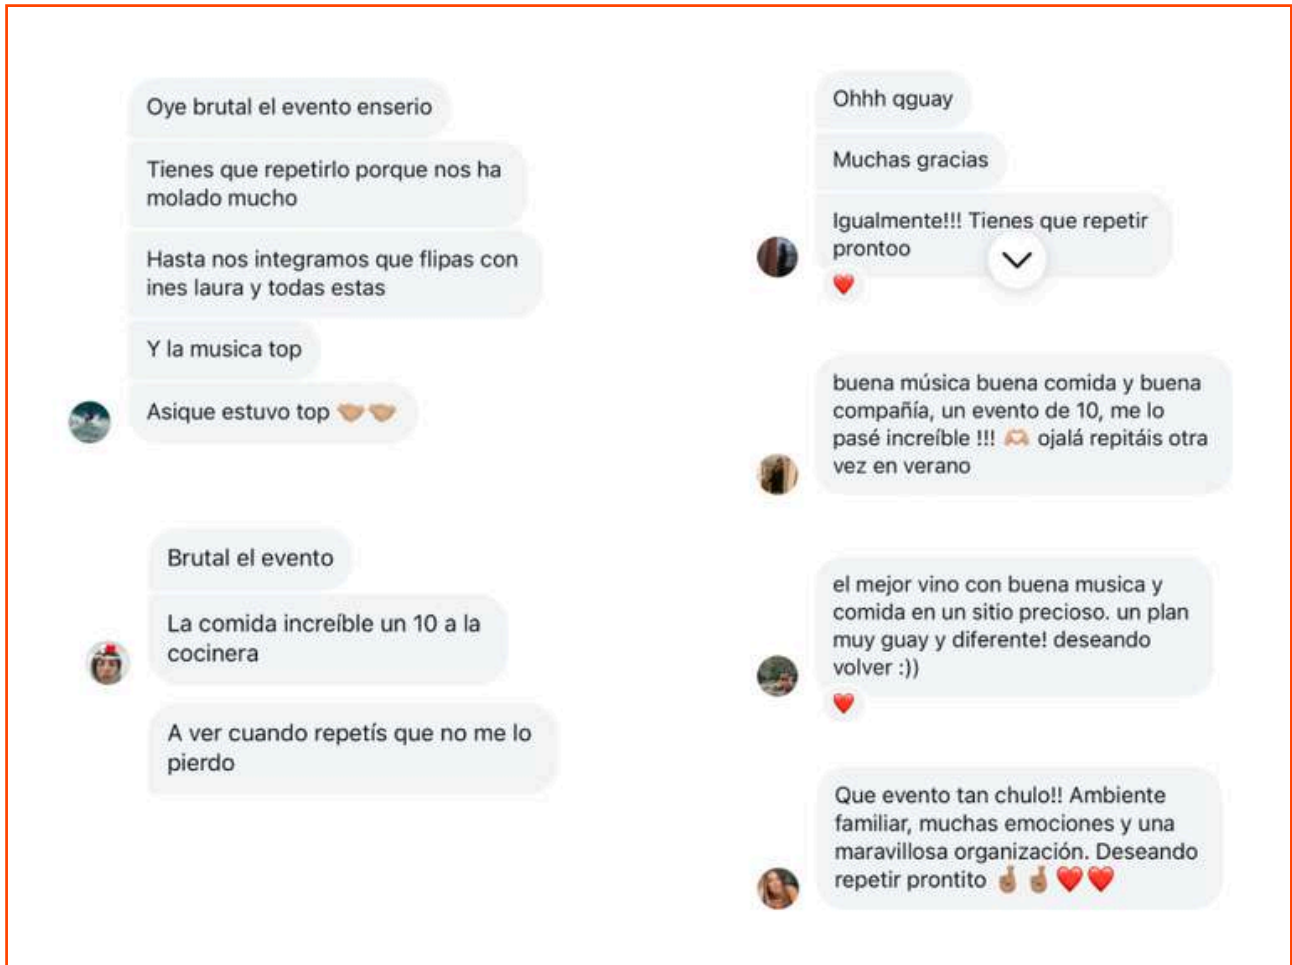 Oye brutal el evento enserio
Tienes que repetirlo porque nos ha
molado mucho
Hasta nos integramos que flipas con
ines laura y todas estas
Y la musica top
Asique estuvo top 🤝🏼🤝🏼
Brutal el evento
La comida increíble un 10 a la
cocinera
A ver cuando repetís que no me lo
pierdo
Ohhh qguay
Muchas gracias
Igualmente!!! Tienes que repetir
prontoo
❤️
buena música buena comida y buena
compañía, un evento de 10, me lo
pasé increíble !!! 🫶🏼 ojalá repitáis otra
vez en verano
el mejor vino con buena musica y
comida en un sitio precioso. un plan
muy guay y diferente! deseando
volver :))
❤️
Que evento tan chulo!! Ambiente
familiar, muchas emociones y una
maravillosa organización. Deseando
repetir prontito 🤞🏽🤞🏽❤️❤️